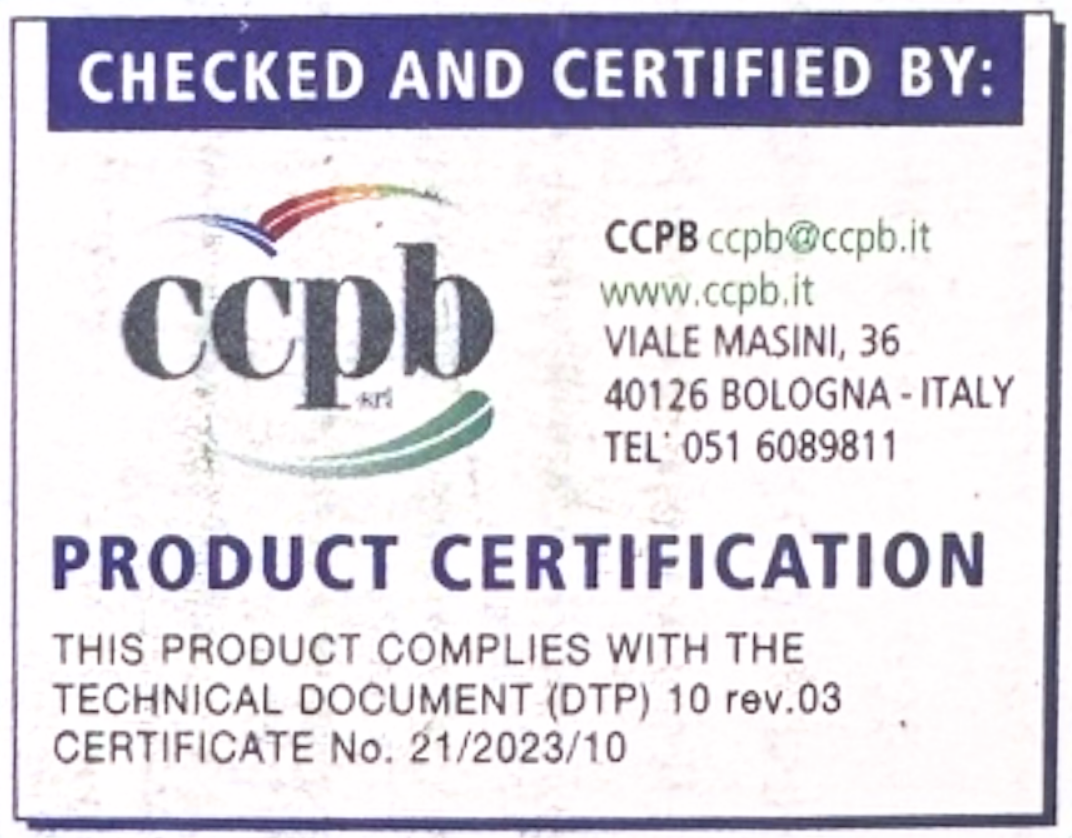 CHECKED AND CERTIFIED BY:
ccpb
srl
CCPB ccpb@ccpb.it
www.ccpb.it
VIALE MASINI, 36
40126 BOLOGNA - ITALY
TEL 051 6089811
PRODUCT CERTIFICATION
THIS PRODUCT COMPLIES WITH THE
TECHNICAL DOCUMENT (DTP) 10 rev.03
CERTIFICATE No. 21/2023/10